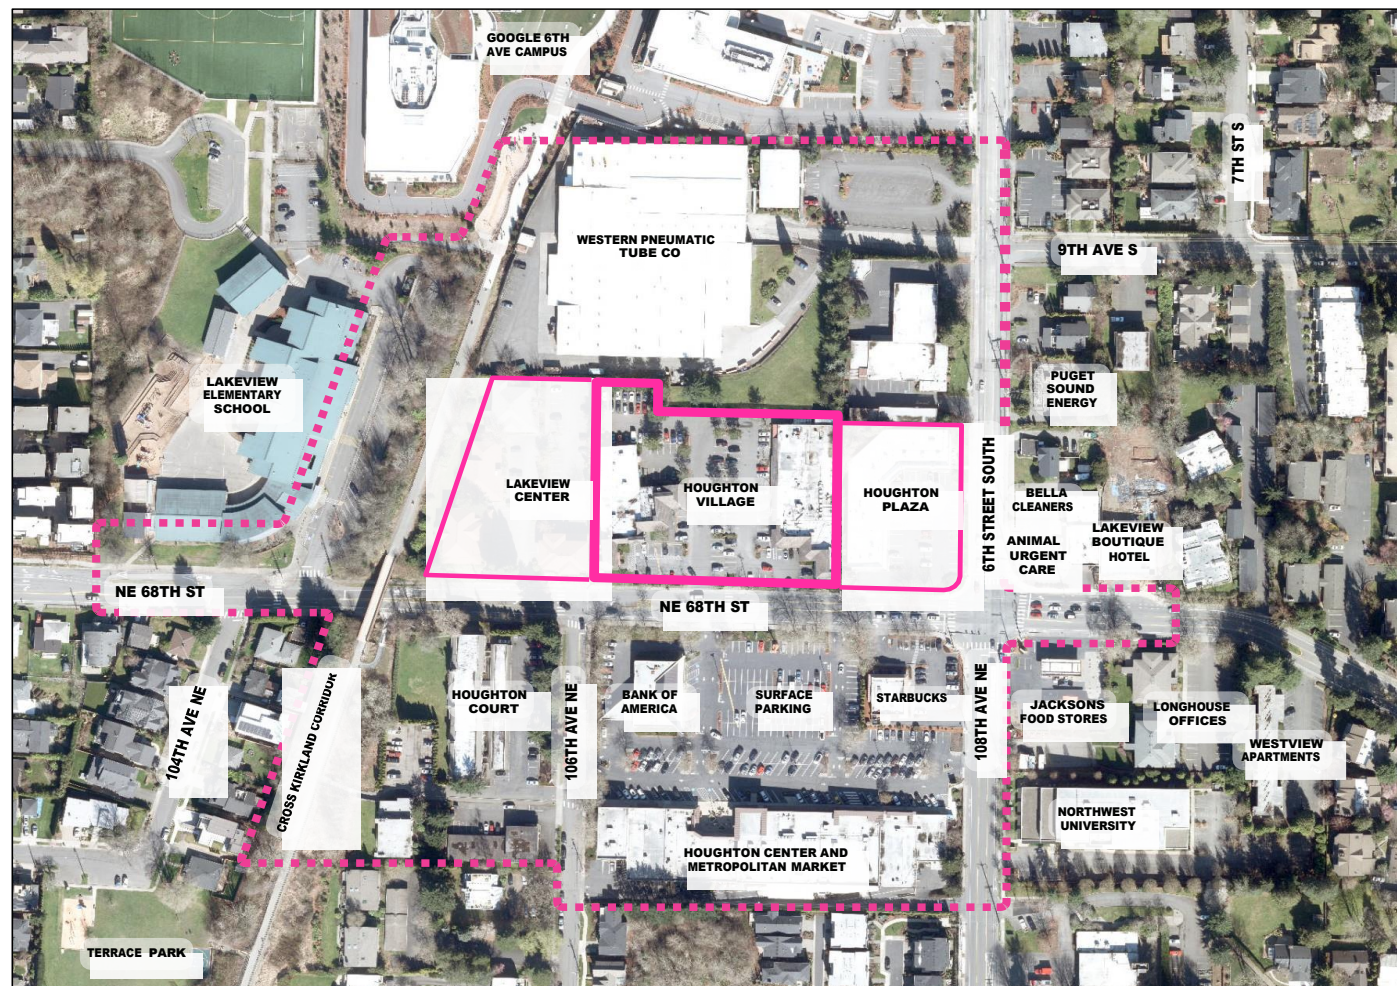 GOOGLE 6TH
AVE CAMPUS
7TH ST S
WESTERN PNEUMATIC
TUBE CO
9TH AVE S
LAKEVIEW
ELEMENTARY
SCHOOL
PUGET
SOUND
ENERGY
LAKEVIEW
CENTER
HOUGHTON
VILLAGE
HOUGHTON
PLAZA
6TH STREET SOUTH
BELLA
CLEANERS
ANIMAL
URGENT
CARE
LAKEVIEW
BOUTIQUE
HOTEL
NE 68TH ST
NE 68TH ST
104TH AVE NE
CROSS KIRKLAND CORRIDOR
HOUGHTON
COURT
106TH AVE NE
BANK OF
AMERICA
SURFACE
PARKING
STARBUCKS
108TH AVE NE
JACKSONS
FOOD STORES
LONGHOUSE
OFFICES
WESTVIEW
APARTMENTS
NORTHWEST
UNIVERSITY
HOUGHTON CENTER AND
METROPOLITAN MARKET
TERRACE PARK